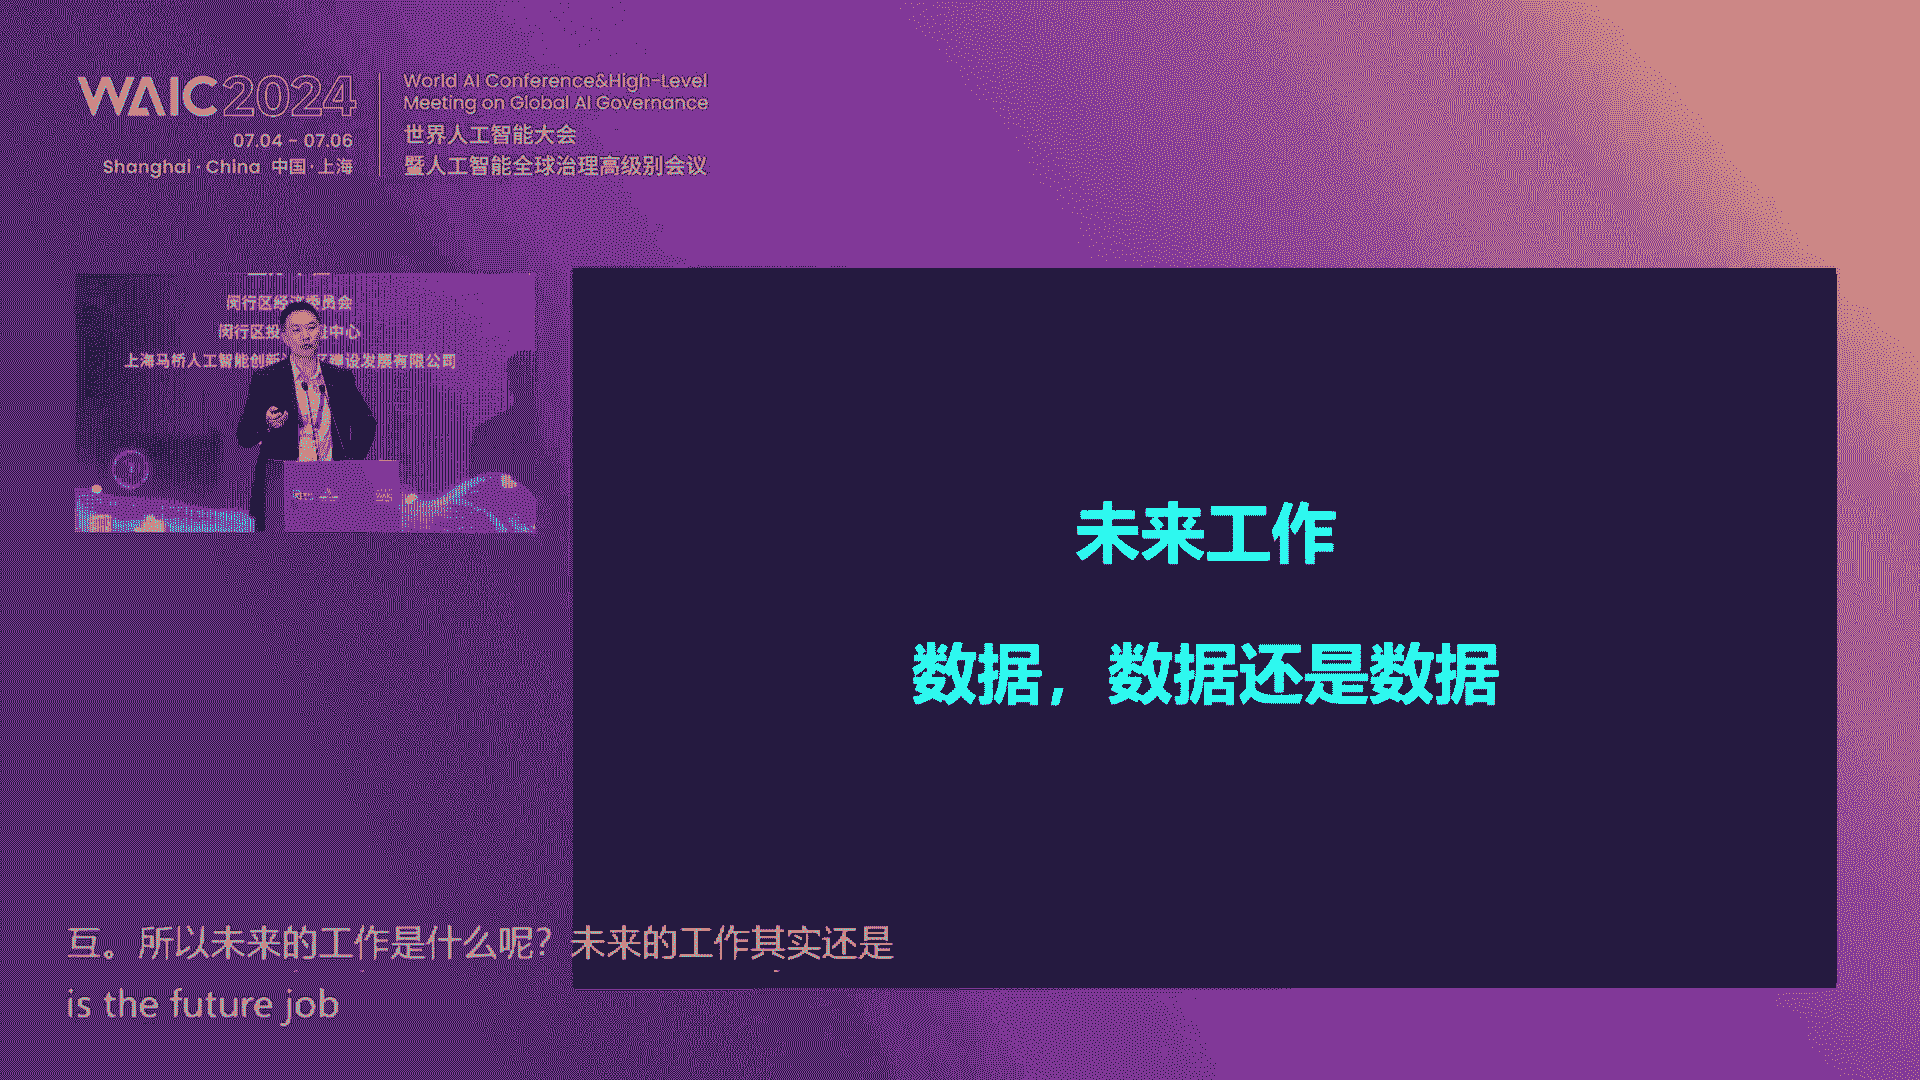 WAIC 2024
07.04 - 07.06
Shanghai · China 中国·上海
World AI Conference&High-Level
Meeting on Global AI Governance
世界人工智能大会
暨人工智能全球治理高级别会议
闵行区经济委员会
闵行区投 中心
上海马桥人工智能创新 建设发展有限公司
WAIC
未来工作
数据，数据还是数据
互。所以未来的工作是什么呢？未来的工作其实还是
is the future job